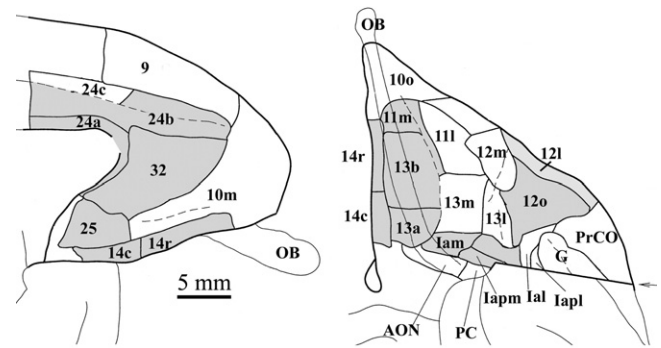 9
24c
24a
24b
32
10m
25
14c
14r
OB
5 mm
OB
10o
11m
11l
14r
12m
12l
13b
12o
14c
13m
13l
13a
PrCO
Iam
G
Iapm
Ial
Iapl
AON
PC